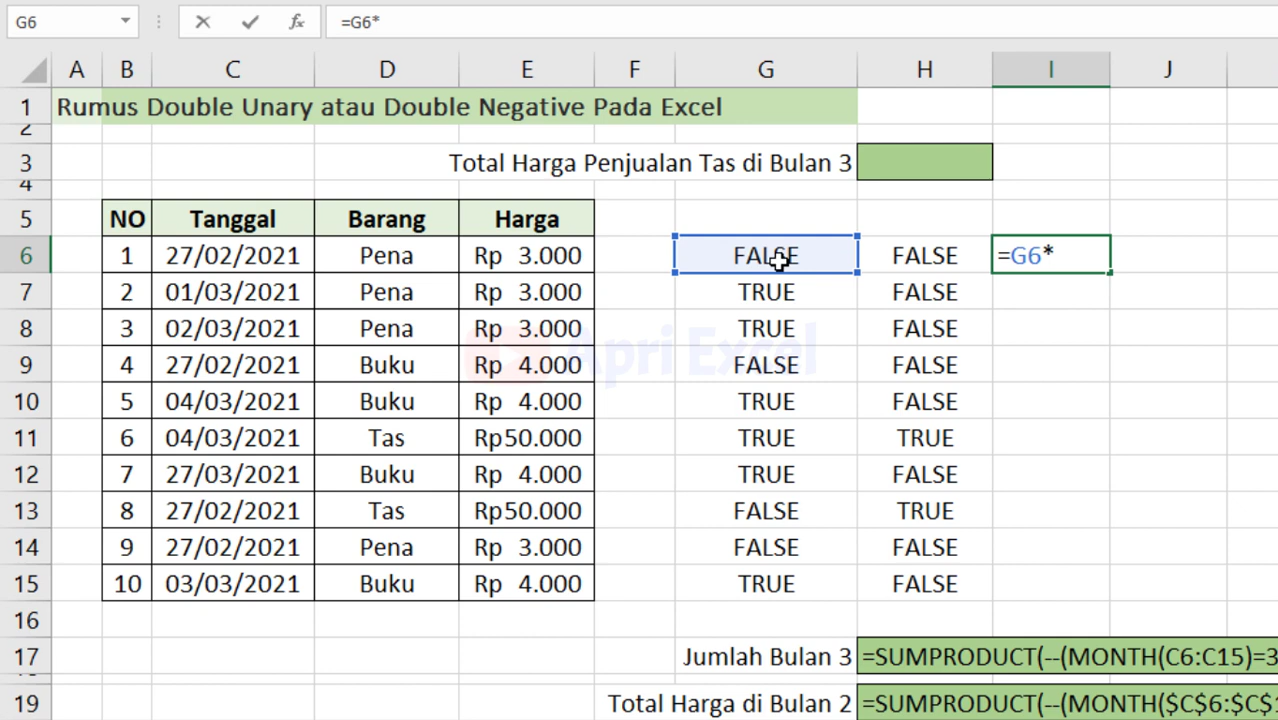 G6 =G6*
A B C D E F G H I J
1 Rumus Double Unary atau Double Negative Pada Excel
2
3 Total Harga Penjualan Tas di Bulan 3
4
5 NO Tanggal Barang Harga
6 1 27/02/2021 Pena Rp 3.000 FALSE FALSE =G6*
7 2 01/03/2021 Pena Rp 3.000 TRUE FALSE
8 3 02/03/2021 Pena Rp 3.000 TRUE FALSE
9 4 27/02/2021 Buku Rp 4.000 FALSE FALSE
10 5 04/03/2021 Buku Rp 4.000 TRUE FALSE
11 6 04/03/2021 Tas Rp50.000 TRUE TRUE
12 7 27/03/2021 Buku Rp 4.000 TRUE FALSE
13 8 27/02/2021 Tas Rp50.000 FALSE TRUE
14 9 27/02/2021 Pena Rp 3.000 FALSE FALSE
15 10 03/03/2021 Buku Rp 4.000 TRUE FALSE
Apri Excel
16
17 Jumlah Bulan 3 =SUMPRODUCT(--(MONTH(C6:C15)=3
19 Total Harga di Bulan 2 =SUMPRODUCT(--(MONTH($C$6:$C$1